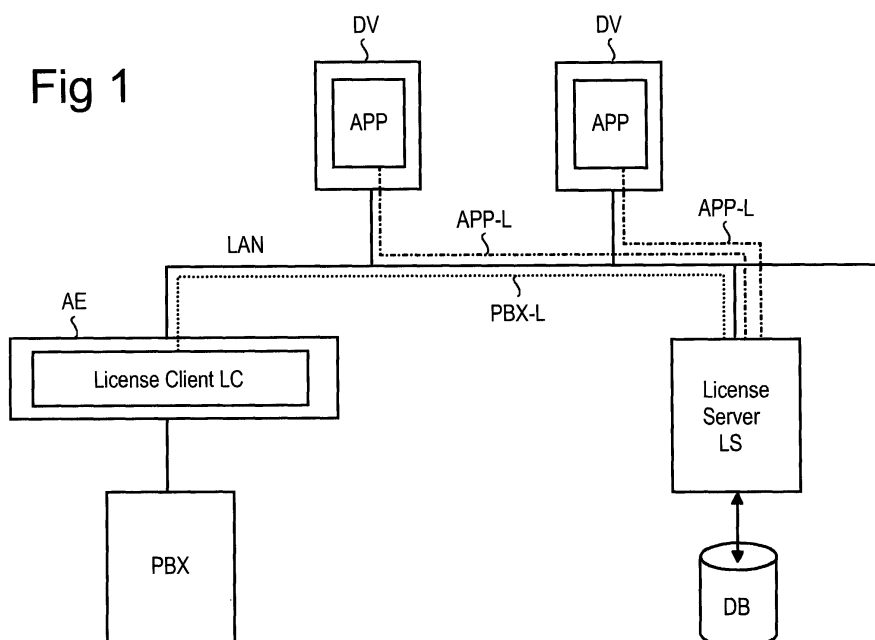 Fig 1
DV
DV
APP
APP
APP-L
APP-L
LAN
PBX-L
AE
License Client LC
License
Server
LS
PBX
DB